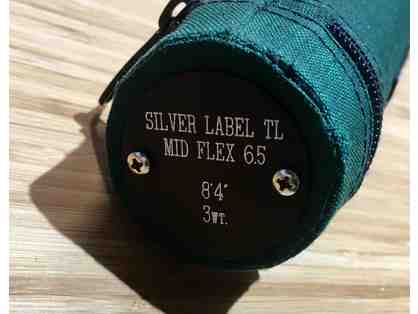 SILVER LABEL TL
MID FLEX 6.5
8'4"
3WT.